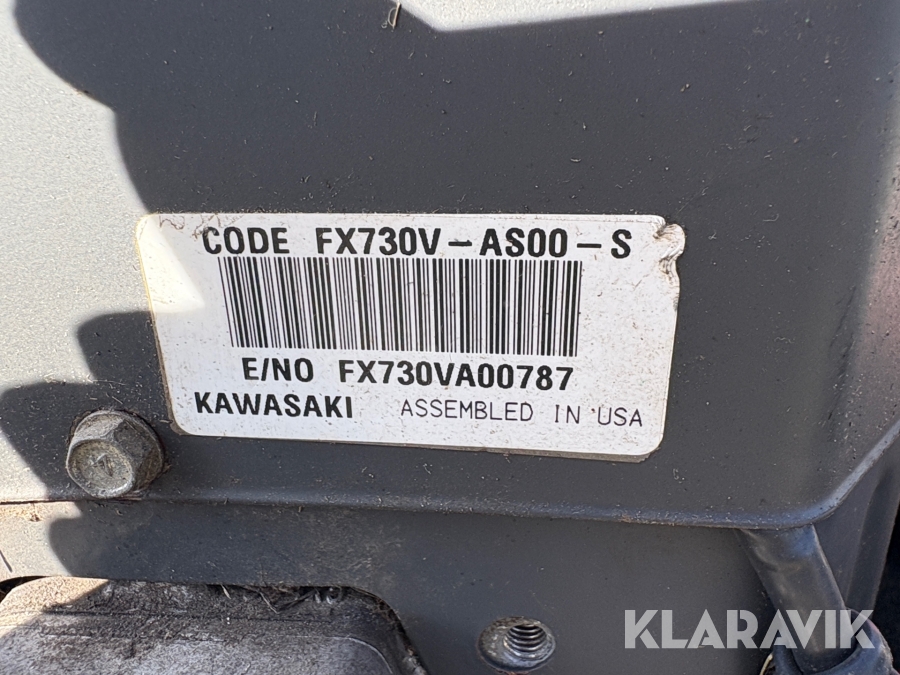 CODE FX730V-AS00-S
E/NO FX730VA00787
KAWASAKI ASSEMBLED IN USA
KLARAVIK